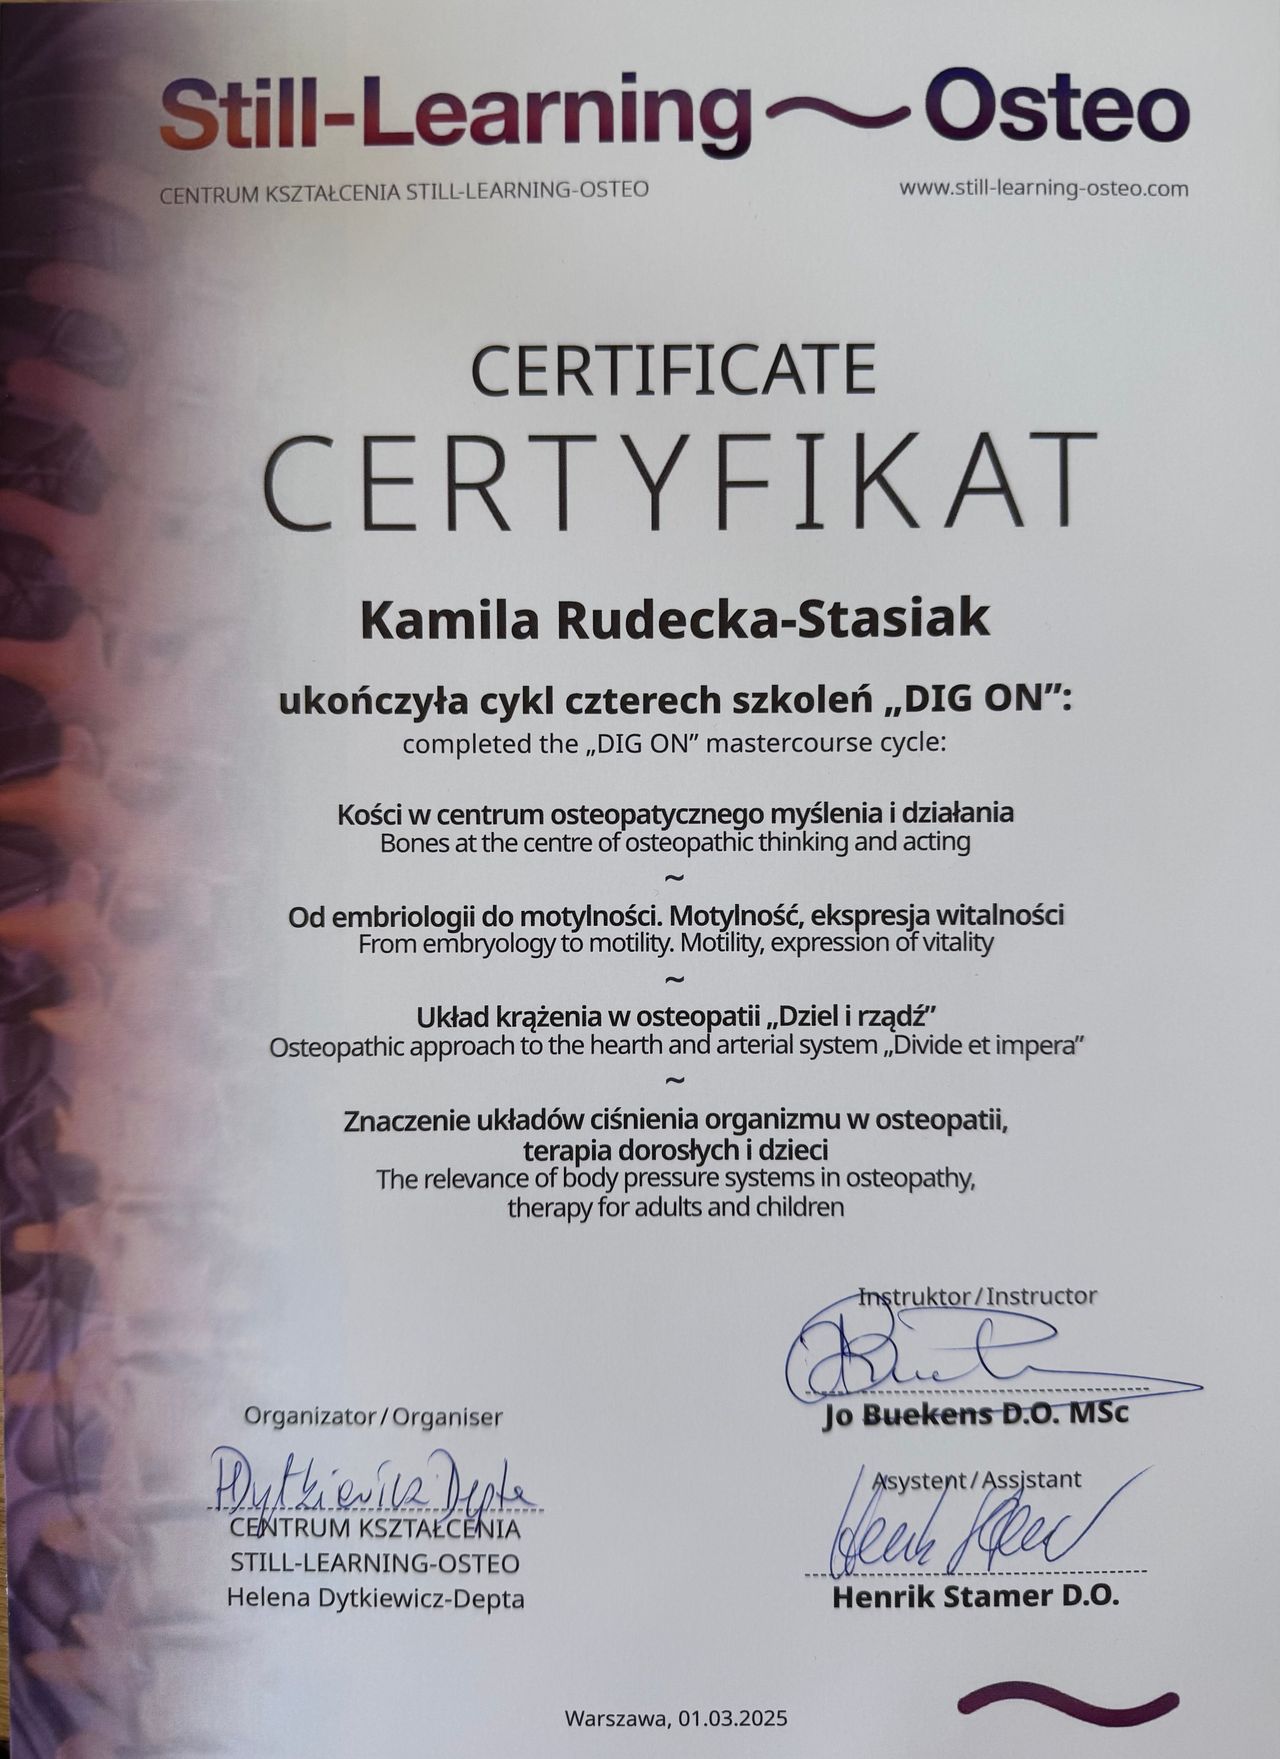 Still-Learning~Osteo
CENTRUM KSZTAŁCENIA STILL-LEARNING-OSTEO
www.still-learning-osteo.com
CERTIFICATE
CERTYFIKAT
Kamila Rudecka-Stasiak
ukończyła cykl czterech szkoleń „DIG ON”:
completed the „DIG ON” mastercourse cycle:
Kości w centrum osteopatycznego myślenia i działania
Bones at the centre of osteopathic thinking and acting
~
Od embriologii do motylności. Motylność, ekspresja witalności
From embryology to motility. Motility, expression of vitality
~
Układ krążenia w osteopatii „Dziel i rządź”
Osteopathic approach to the hearth and arterial system „Divide et impera”
~
Znaczenie układów ciśnienia organizmu w osteopatii,
terapia dorosłych i dzieci
The relevance of body pressure systems in osteopathy,
therapy for adults and children
Instruktor/Instructor
Jo Buekens D.O. MSc
Organizator/Organiser
HDytkiewicz Depta
CENTRUM KSZTAŁCENIA
STILL-LEARNING-OSTEO
Helena Dytkiewicz-Depta
Asystent/Assistant
Henrik Stamer D.O.
Warszawa, 01.03.2025